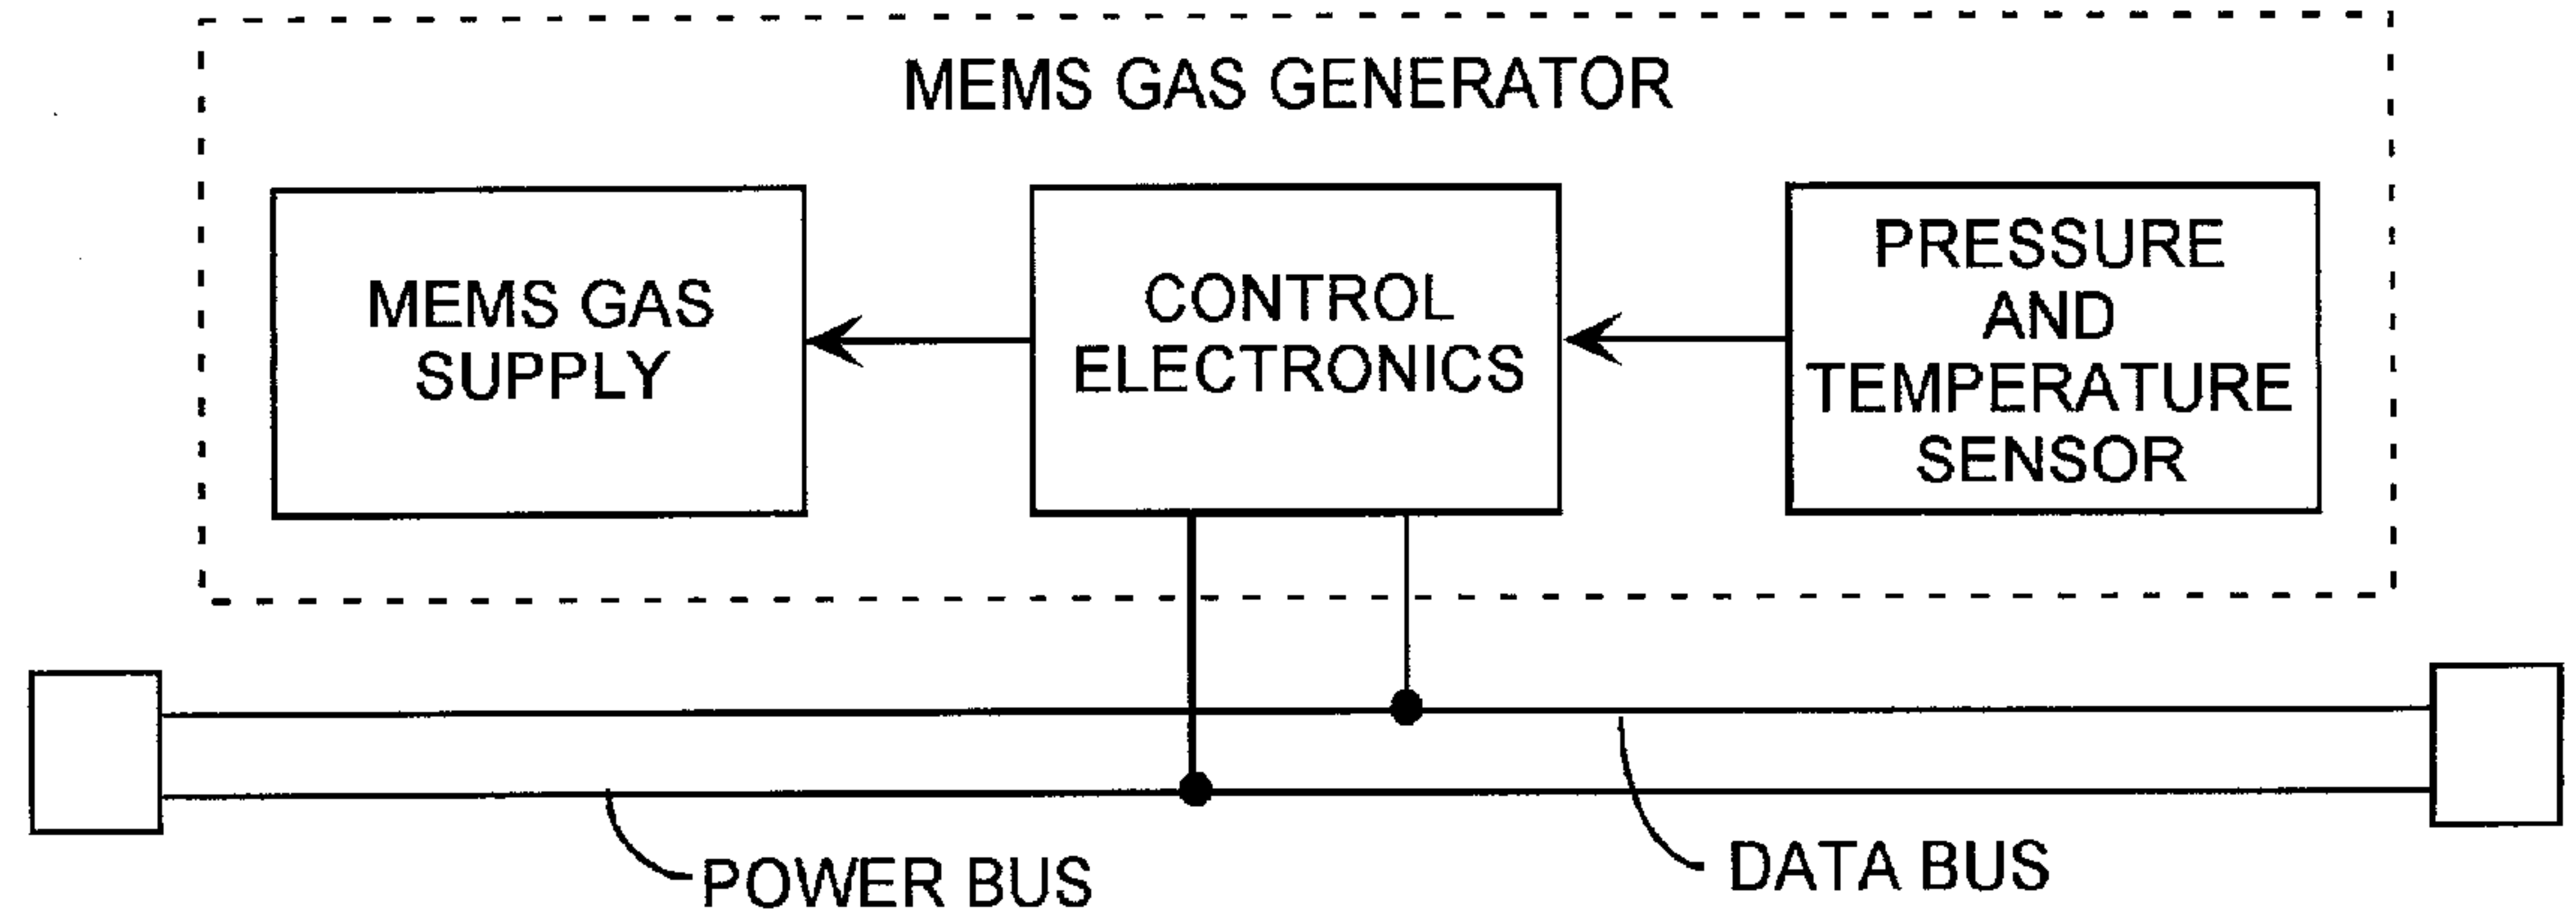 MEMS GAS GENERATOR
MEMS GAS
SUPPLY
CONTROL
ELECTRONICS
PRESSURE
AND
TEMPERATURE
SENSOR
POWER BUS
DATA BUS